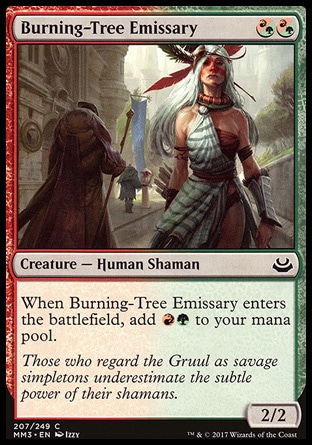 Burning-Tree Emissary
Creature — Human Shaman
When Burning-Tree Emissary enters
the battlefield, add to your mana
pool.
Those who regard the Gruul as savage
simpletons underestimate the subtle
power of their shamans.
2/2
207/249 C
MM3 • EN Izzy
™ & © 2017 Wizards of the Coast